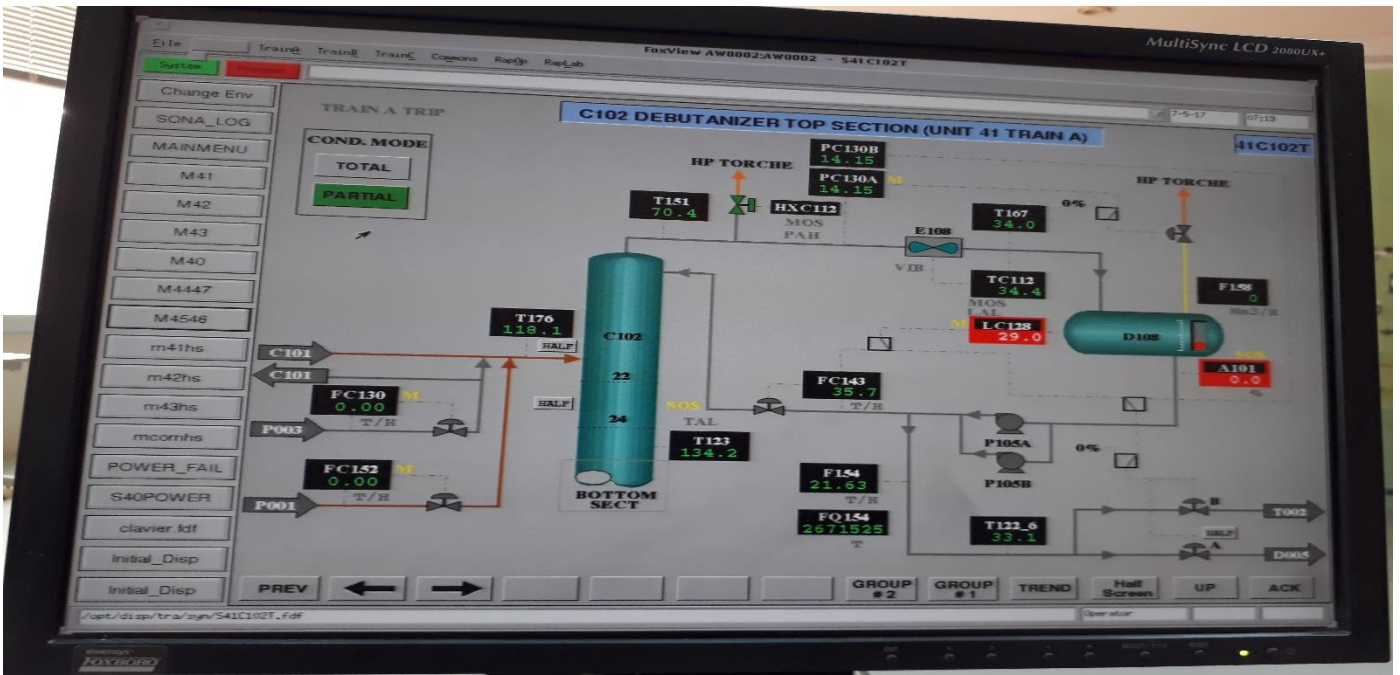 MultiSync LCD 2080UX+
File TrainA TrainB TrainC Commons RapOp RapLab
FoxView AW0002:AW0002 - S41C102T
System
7-5-17 07:19
Change Env
SONA_LOG
MAINMENU
M41
M42
M43
M40
M4447
M4546
m41hs
m42hs
m43hs
mcomhs
POWER_FAIL
S40POWER
clavier.fdf
Initial_Disp
Initial_Disp
TRAIN A TRIP
C102 DEBUTANIZER TOP SECTION (UNIT 41 TRAIN A)
41C102T
COND. MODE
TOTAL
PARTIAL
HP TORCHE
PC130B
14.15
PC130A M
14.15
HP TORCHE
T151
70.4
HXC112
MOS
PAH
E108
VIB
T167
34.0
0%
TC112
34.4
MOS
LAL
M LC128
29.0
F158
0
Nm3/H
D108
SOS
A101
0.0
%
T176
118.1
HALF
C101
C101
C102
22
24
HALF
SOS
TAL
T123
134.2
FC130 M
0.00
T/H
P003
FC152 M
0.00
T/H
P001
BOTTOM
SECT
FC143
35.7
T/H
P105A
P105B
0%
F154
21.63
T/H
FQ154
2671525
T
T122_6
33.1
B
T002
HALF
A
D005
PREV
GROUP
#2
GROUP
#1
TREND
Half
Screen
UP
ACK
/opt/disp/tra/syn/S41C102T.fdf
Operator
invensys
FOXBORO